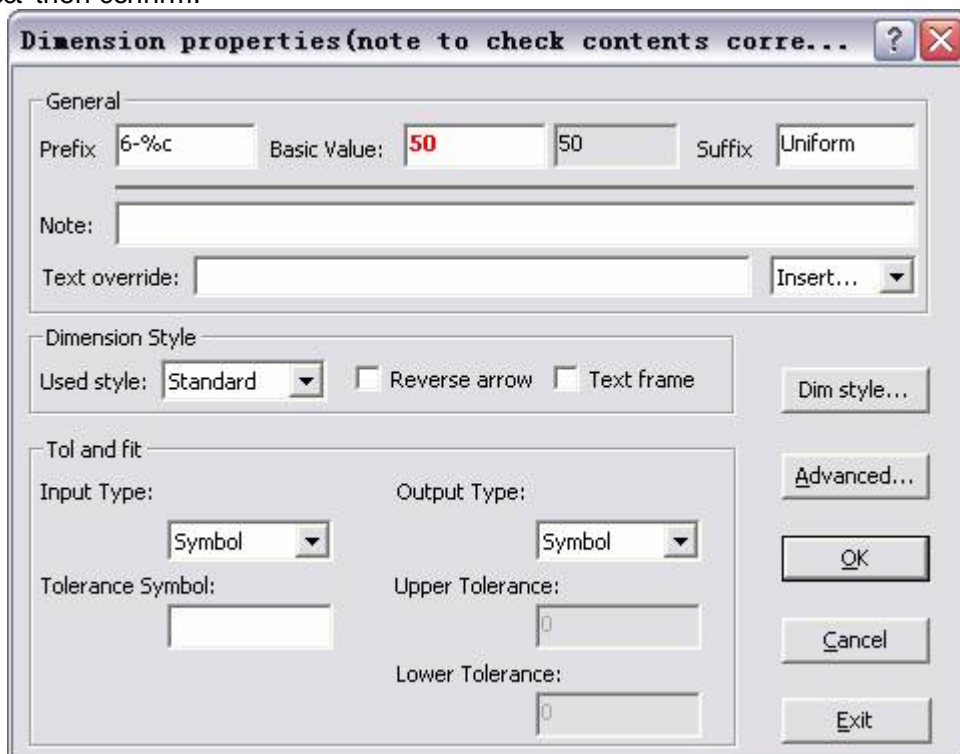 then confirm.
Dimension properties(note to check contents corre...
General
Prefix 6-%c Basic Value: 50 50 Suffix Uniform
Note:
Text override: Insert...
Dimension Style
Used style: Standard Reverse arrow Text frame
Dim style...
Tol and fit
Advanced...
Input Type: Output Type:
Symbol Symbol
OK
Tolerance Symbol: Upper Tolerance:
0
Cancel
Lower Tolerance:
0
Exit